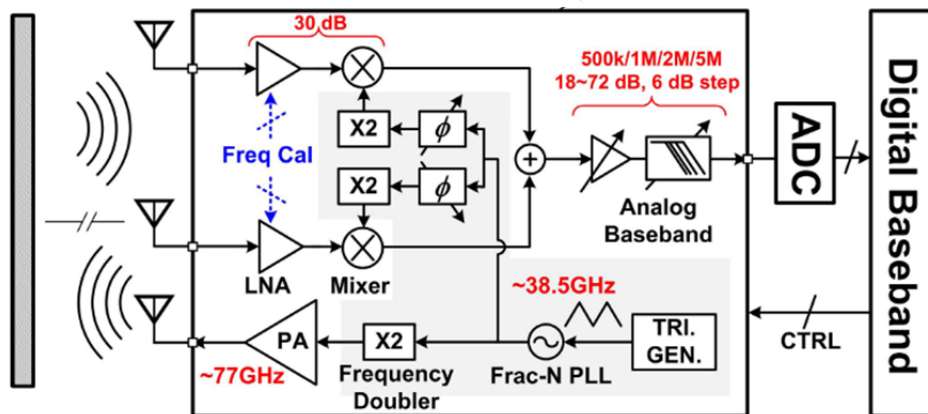 30 dB
500k/1M/2M/5M
18~72 dB, 6 dB step
X2
ϕ
Freq Cal
X2
ϕ
+
ADC
Digital Baseband
Analog
Baseband
LNA
Mixer
~38.5GHz
PA
X2
TRI.
GEN.
CTRL
~77GHz
Frequency
Doubler
Frac-N PLL